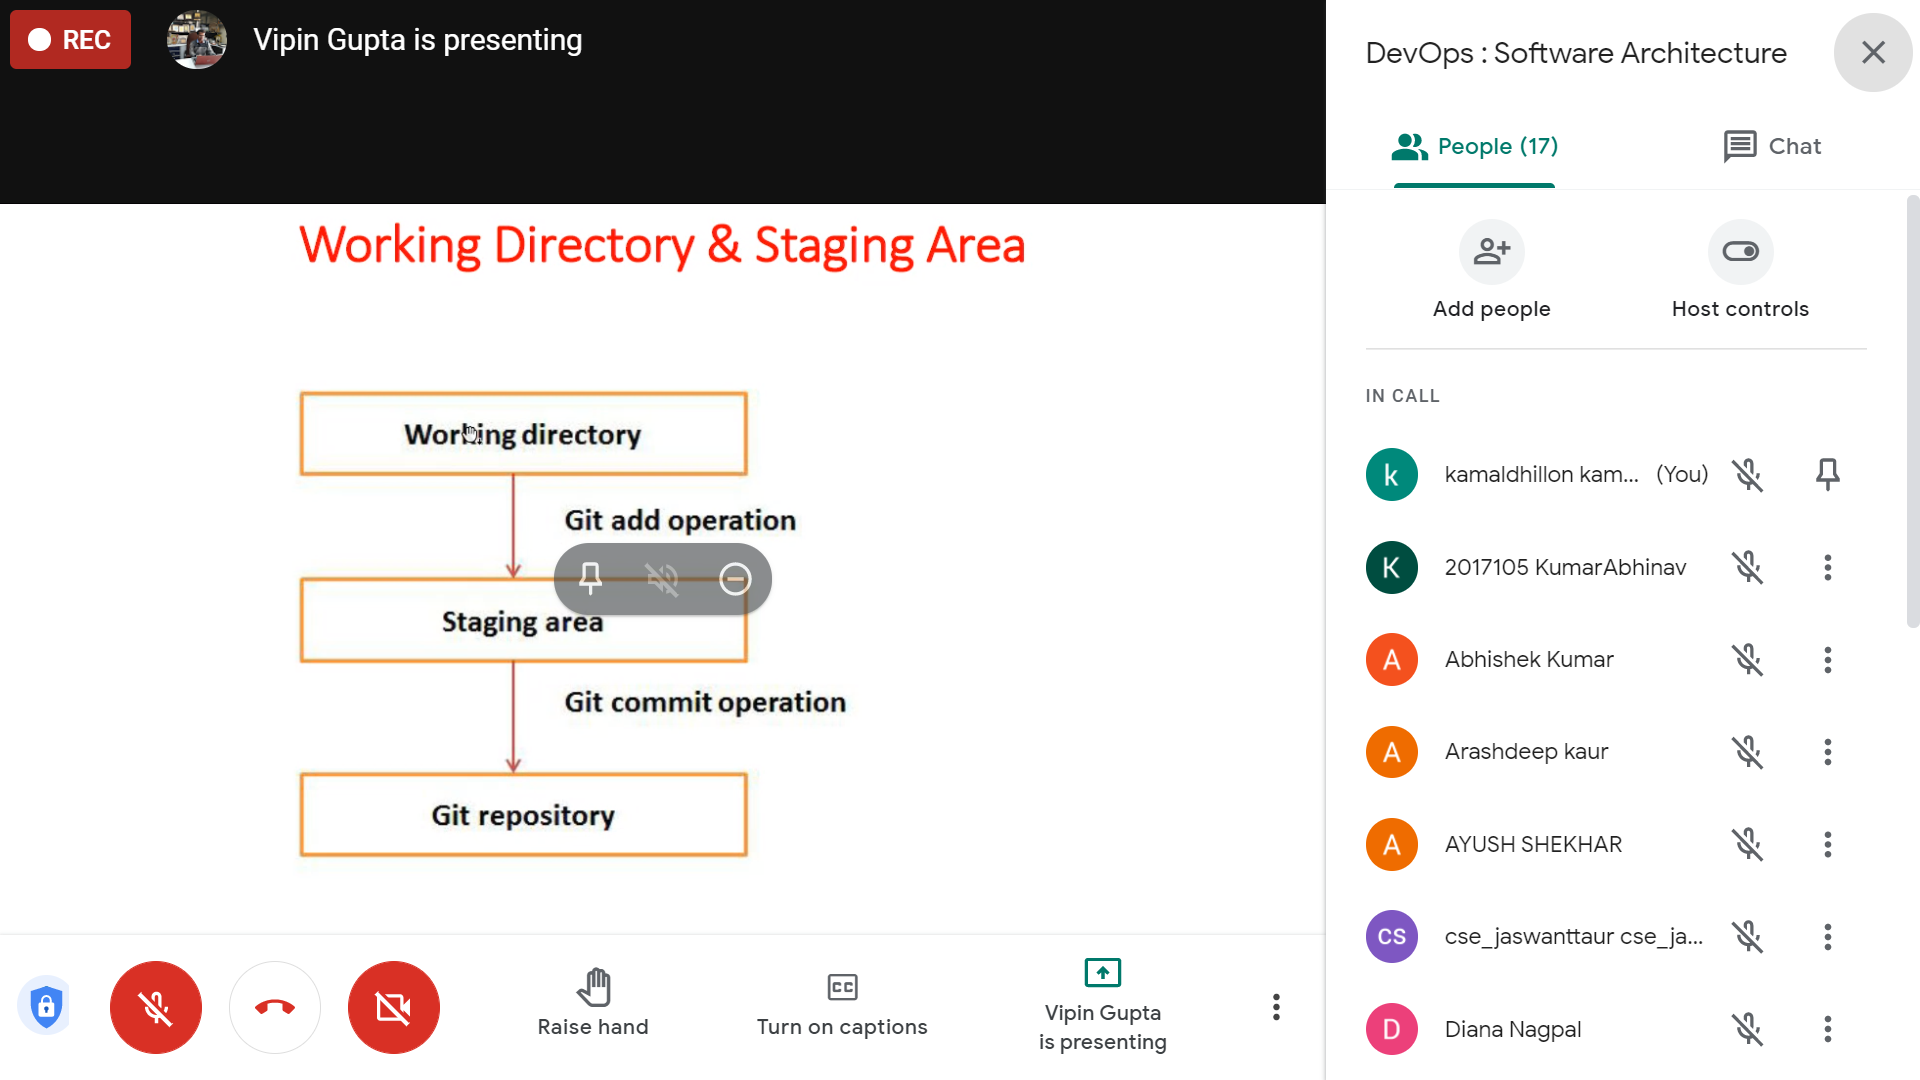 REC
Vipin Gupta is presenting
Working Directory & Staging Area
Working directory
Git add operation
Staging area
Git commit operation
Git repository
Raise hand
CC
Turn on captions
Vipin Gupta
is presenting
DevOps : Software Architecture
People (17)
Chat
Add people
Host controls
IN CALL
k
kamaldhillon kam... (You)
K
2017105 KumarAbhinav
A
Abhishek Kumar
A
Arashdeep kaur
A
AYUSH SHEKHAR
CS
cse_jaswanttaur cse_ja...
D
Diana Nagpal